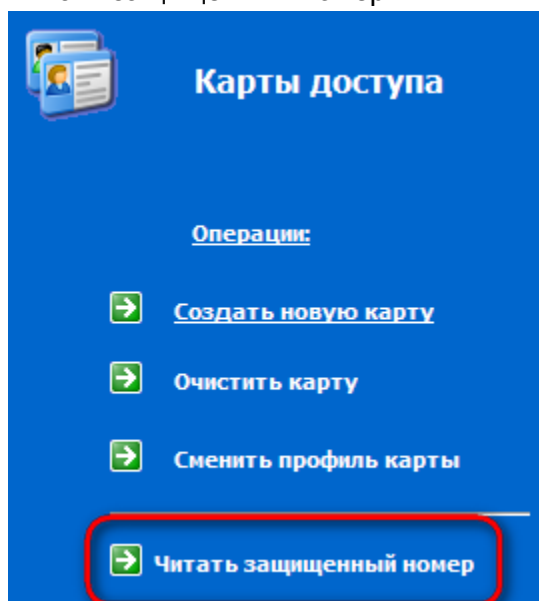 Карты доступа
Операции:
Создать новую карту
Очистить карту
Сменить профиль карты
Читать защищенный номер